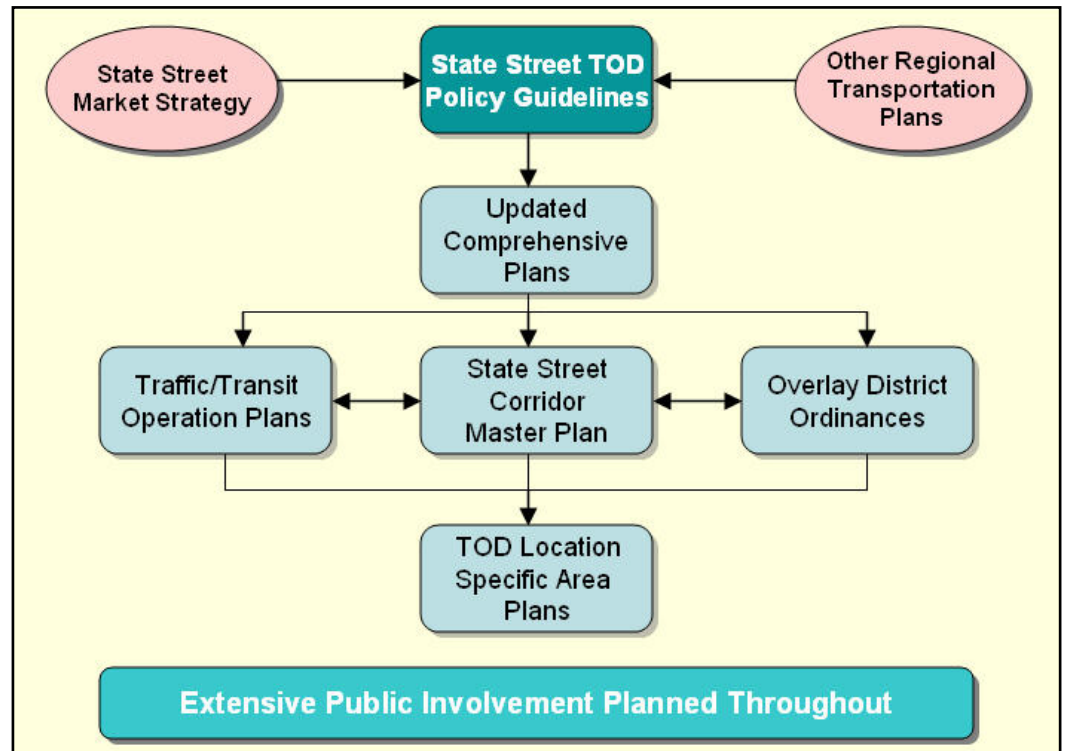 State Street
Market Strategy
State Street TOD
Policy Guidelines
Other Regional
Transportation
Plans
Updated
Comprehensive
Plans
Traffic/Transit
Operation Plans
State Street
Corridor
Master Plan
Overlay District
Ordinances
TOD Location
Specific Area
Plans
Extensive Public Involvement Planned Throughout